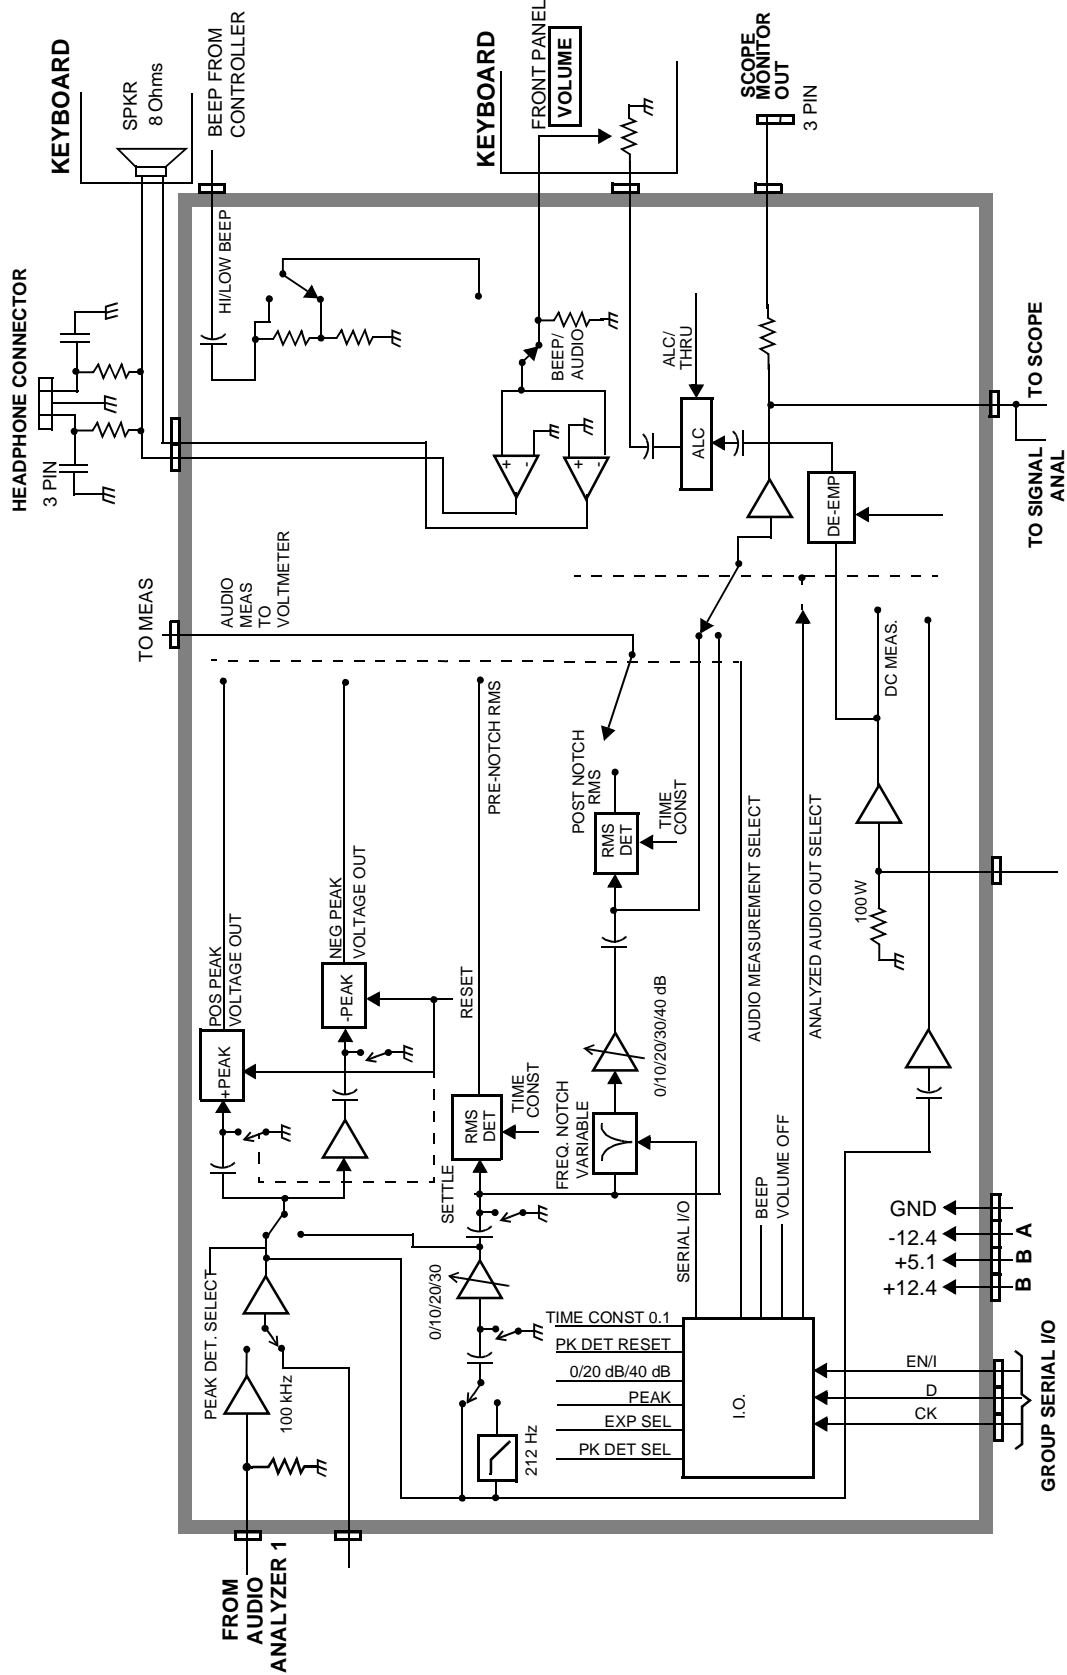 KEYBOARD
SPKR
8 Ohms
BEEP FROM
CONTROLLER
KEYBOARD
FRONT PANEL
VOLUME
SCOPE
MONITOR
OUT
3 PIN
HEADPHONE CONNECTOR
3 PIN
HI/LOW BEEP
BEEP/
AUDIO
+
-
+
-
ALC/
THRU
ALC
DE-EMP
TO SCOPE
TO SIGNAL
ANAL
TO MEAS
AUDIO
MEAS
TO
VOLTMETER
POS PEAK
VOLTAGE OUT
NEG PEAK
VOLTAGE OUT
PRE-NOTCH RMS
POST NOTCH
RMS
RMS
DET
TIME
CONST
DC MEAS.
100 W
+PEAK
-PEAK
RESET
RMS
DET
TIME
CONST
SETTLE
FREQ. NOTCH
VARIABLE
0/10/20/30/40 dB
AUDIO MEASUREMENT SELECT
ANALYZED AUDIO OUT SELECT
SERIAL I/O
BEEP
VOLUME OFF
PEAK DET. SELECT
100 kHz
0/10/20/30
212 Hz
TIME CONST 0.1
PK DET RESET
0/20 dB/40 dB
PEAK
EXP SEL
PK DET SEL
I.O.
GND
-12.4
+5.1
+12.4
A
B
B
EN/I
D
CK
GROUP SERIAL I/O
FROM
AUDIO
ANALYZER 1